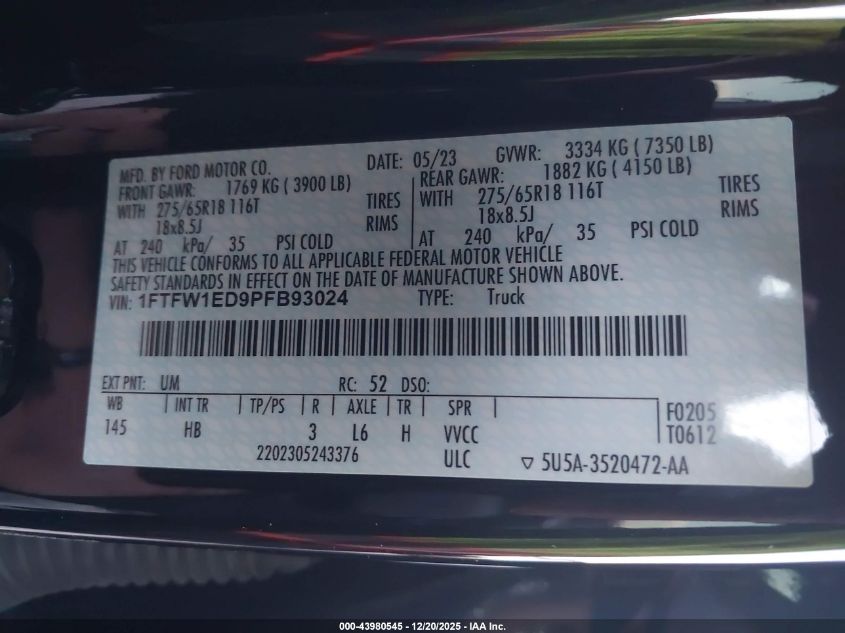 MFD. BY FORD MOTOR CO. DATE: 05/23 GVWR: 3334 KG ( 7350 LB)
FRONT GAWR: 1769 KG ( 3900 LB) REAR GAWR: 1882 KG ( 4150 LB)
WITH 275/65R18 116T TIRES WITH 275/65R18 116T TIRES
18x8.5J RIMS 18x8.5J RIMS
AT 240 kPa/ 35 PSI COLD AT 240 kPa/ 35 PSI COLD
THIS VEHICLE CONFORMS TO ALL APPLICABLE FEDERAL MOTOR VEHICLE
SAFETY STANDARDS IN EFFECT ON THE DATE OF MANUFACTURE SHOWN ABOVE.
VIN: 1FTFW1ED9PFB93024 TYPE: Truck
EXT PNT: UM RC: 52 DSO:
WB INT TR TP/PS R AXLE TR SPR F0205
145 HB 3 L6 H VVCC T0612
2202305243376 ULC ▽ 5U5A-3520472-AA
000-43980545 - 12/20/2025 - IAA Inc.